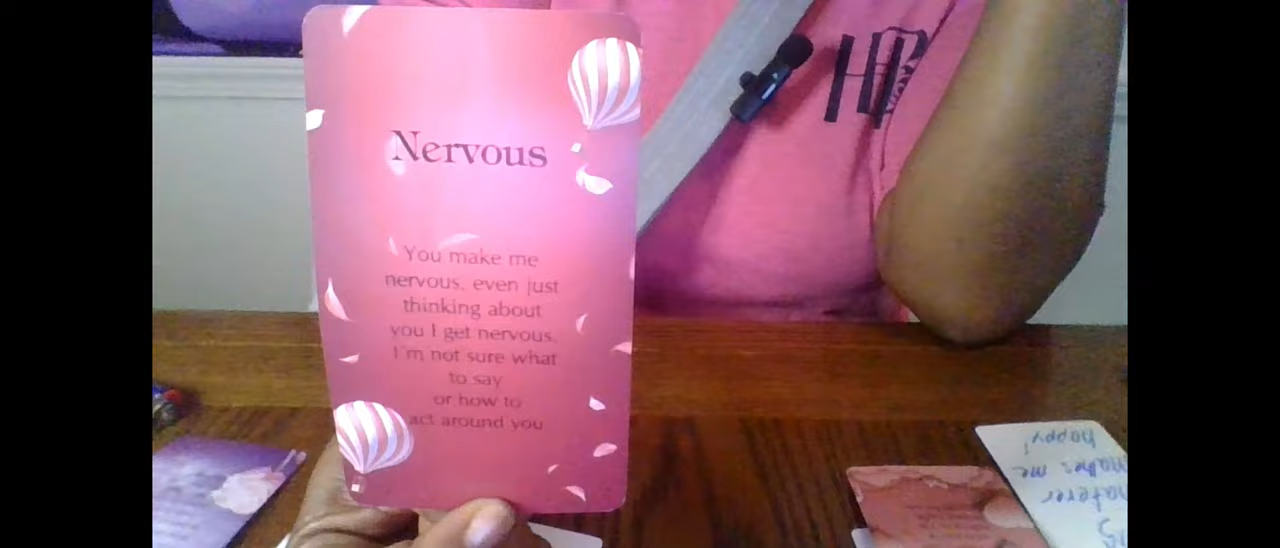 Nervous
You make me
nervous, even just
thinking about
you I get nervous.
I'm not sure what
to say
or how to
act around you
HB
happy!
makes me